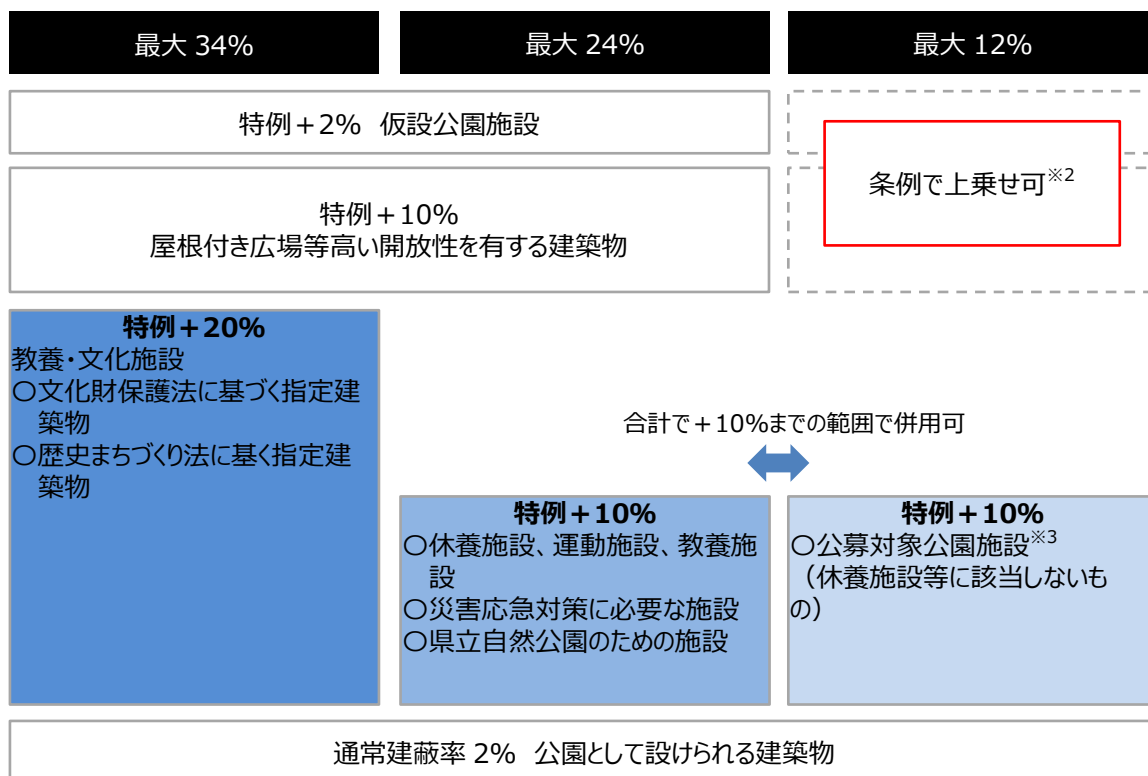 最大 34%
最大 24%
最大 12%
特例+2% 仮設公園施設
条例で上乗せ可※2
特例+10%
屋根付き広場等高い開放性を有する建築物
特例+20%
教養・文化施設
○文化財保護法に基づく指定建
築物
○歴史まちづくり法に基く指定建
築物
合計で+10%までの範囲で併用可
特例+10%
○休養施設、運動施設、教養施
設
○災害応急対策に必要な施設
○県立自然公園のための施設
特例+10%
○公募対象公園施設※3
(休養施設等に該当しないも
の)
通常建蔽率 2% 公園として設けられる建築物